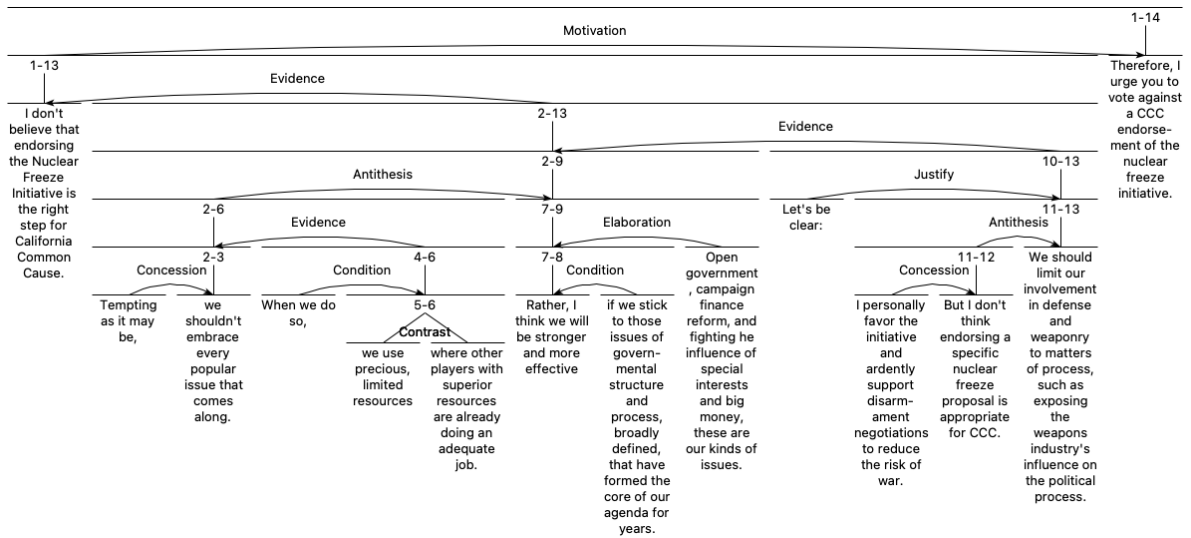 1-14
Motivation
1-13
Therefore, I
urge you to
vote against
a CCC
endorse-
ment of the
nuclear
freeze
initiative.
Evidence
I don't
believe that
endorsing
the Nuclear
Freeze
Initiative is
the right
step for
California
Common
Cause.
2-13
Evidence
2-9
10-13
Antithesis
Justify
2-6
7-9
Let's be
clear:
11-13
Evidence
Elaboration
Antithesis
2-3
4-6
7-8
Open
government
, campaign
finance
reform, and
fighting he
influence of
special
interests
and big
money,
these are
our kinds of
issues.
11-12
We should
limit our
involvement
in defense
and
weaponry
to matters
of process,
such as
exposing
the
weapons
industry's
influence on
the political
process.
Concession
Condition
Condition
Concession
Tempting
as it may
be,
we
shouldn't
embrace
every
popular
issue that
comes
along.
When we do
so,
5-6
Contrast
we use
precious,
limited
resources
where other
players with
superior
resources
are already
doing an
adequate
job.
Rather, I
think we will
be stronger
and more
effective
if we stick
to those
issues of
govern-
mental
structure
and
process,
broadly
defined,
that have
formed the
core of our
agenda for
years.
I personally
favor the
initiative
and
ardently
support
disarm-
ament
negotiations
to reduce
the risk of
war.
But I don't
think
endorsing a
specific
nuclear
freeze
proposal is
appropriate
for CCC.